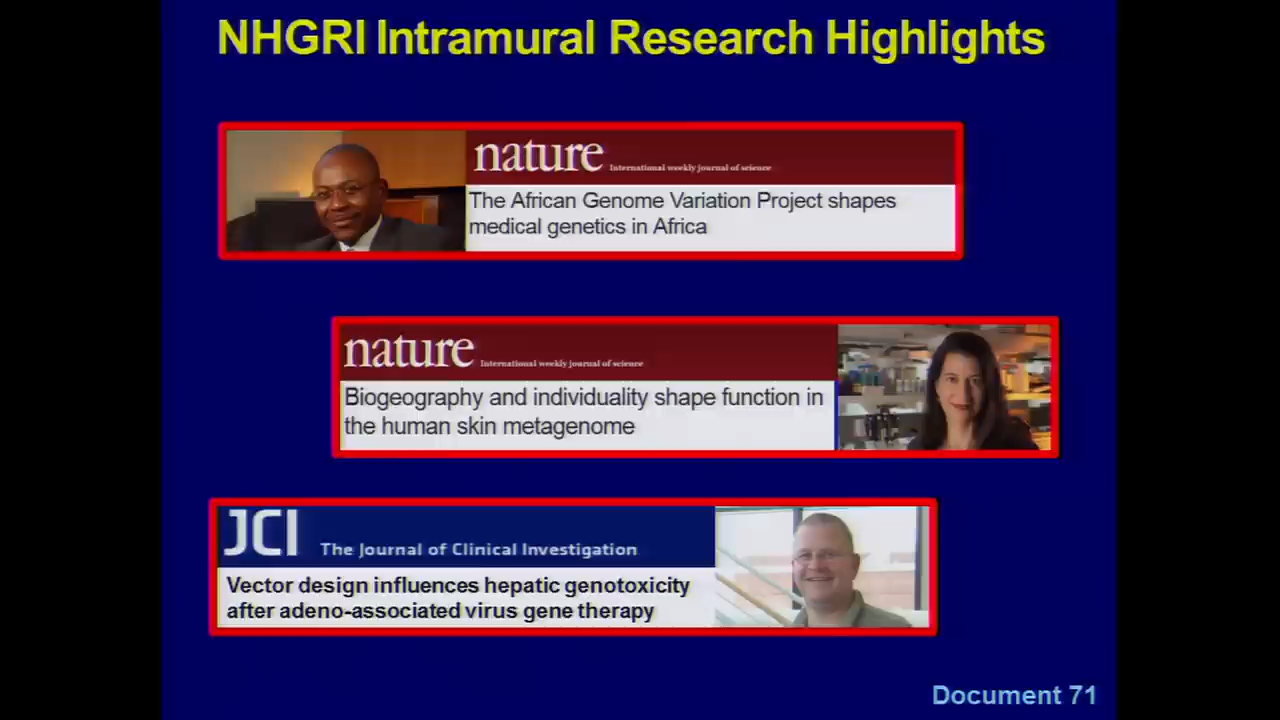 NHGRI Intramural Research Highlights
nature International weekly journal of science
The African Genome Variation Project shapes
medical genetics in Africa
nature International weekly journal of science
Biogeography and individuality shape function in
the human skin metagenome
JCI The Journal of Clinical Investigation
Vector design influences hepatic genotoxicity
after adeno-associated virus gene therapy
Document 71